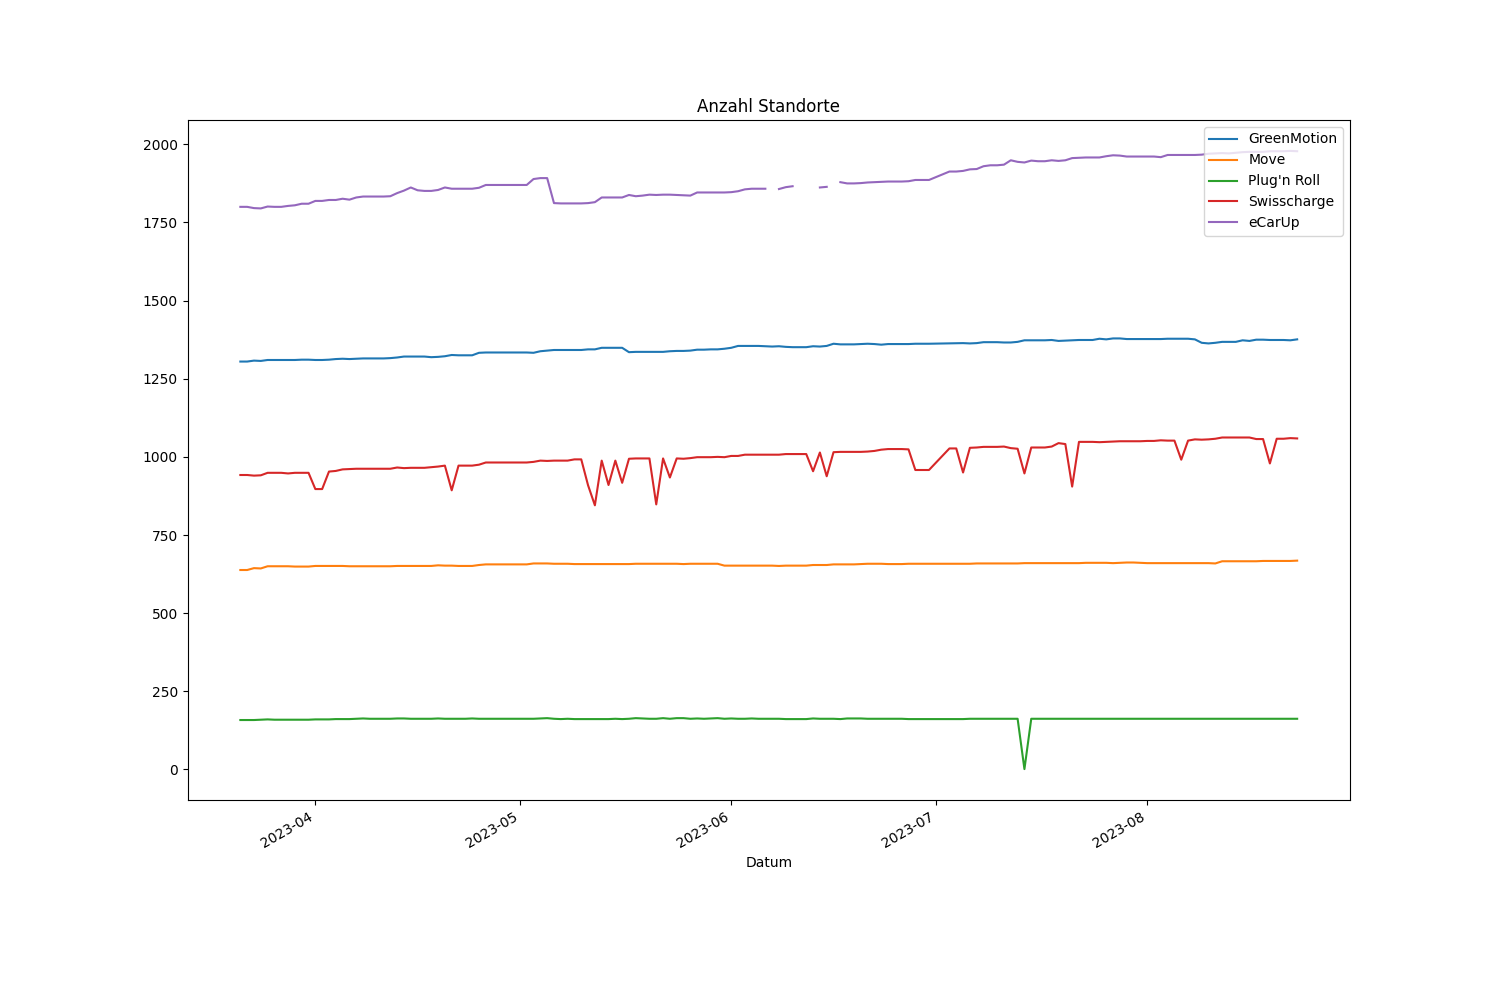 Anzahl Standorte
GreenMotion
Move
Plug'n Roll
Swisscharge
eCarUp
2000
1750
1500
1250
1000
750
500
250
0
2023-04
2023-05
2023-06
2023-07
2023-08
Datum